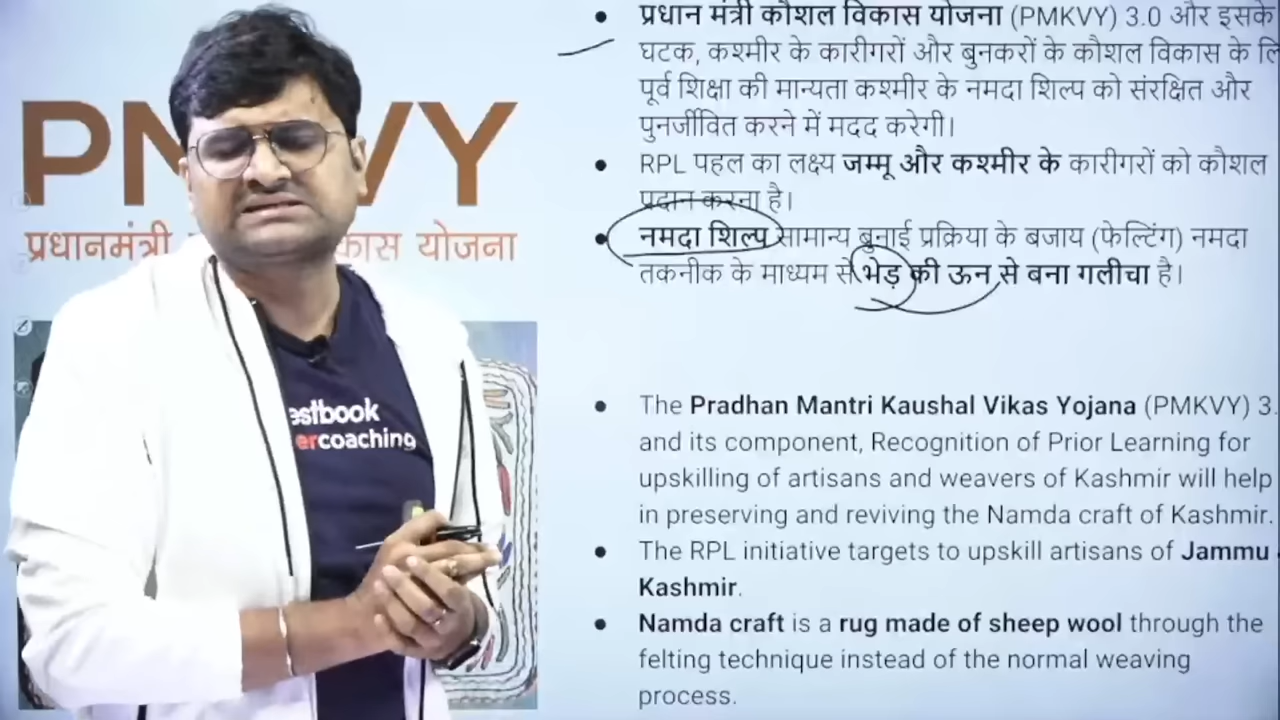 PM VY
प्रधानमंत्री कास योजना
estbook
ercoaching
प्रधान मंत्री कौशल विकास योजना (PMKVY) 3.0 और इसके
घटक, कश्मीर के कारीगरों और बुनकरों के कौशल विकास के लि
पूर्व शिक्षा की मान्यता कश्मीर के नमदा शिल्प को संरक्षित और
पुनर्जीवित करने में मदद करेगी।
RPL पहल का लक्ष्य जम्मू और कश्मीर के कारीगरों को कौशल
प्रदान करना है।
नमदा शिल्प सामान्य बुनाई प्रक्रिया के बजाय (फेल्टिंग) नमदा
तकनीक के माध्यम से भेड़ की ऊन से बना गलीचा है।
The Pradhan Mantri Kaushal Vikas Yojana (PMKVY) 3.
and its component, Recognition of Prior Learning for
upskilling of artisans and weavers of Kashmir will help
in preserving and reviving the Namda craft of Kashmir.
The RPL initiative targets to upskill artisans of Jammu
Kashmir.
Namda craft is a rug made of sheep wool through the
felting technique instead of the normal weaving
process.